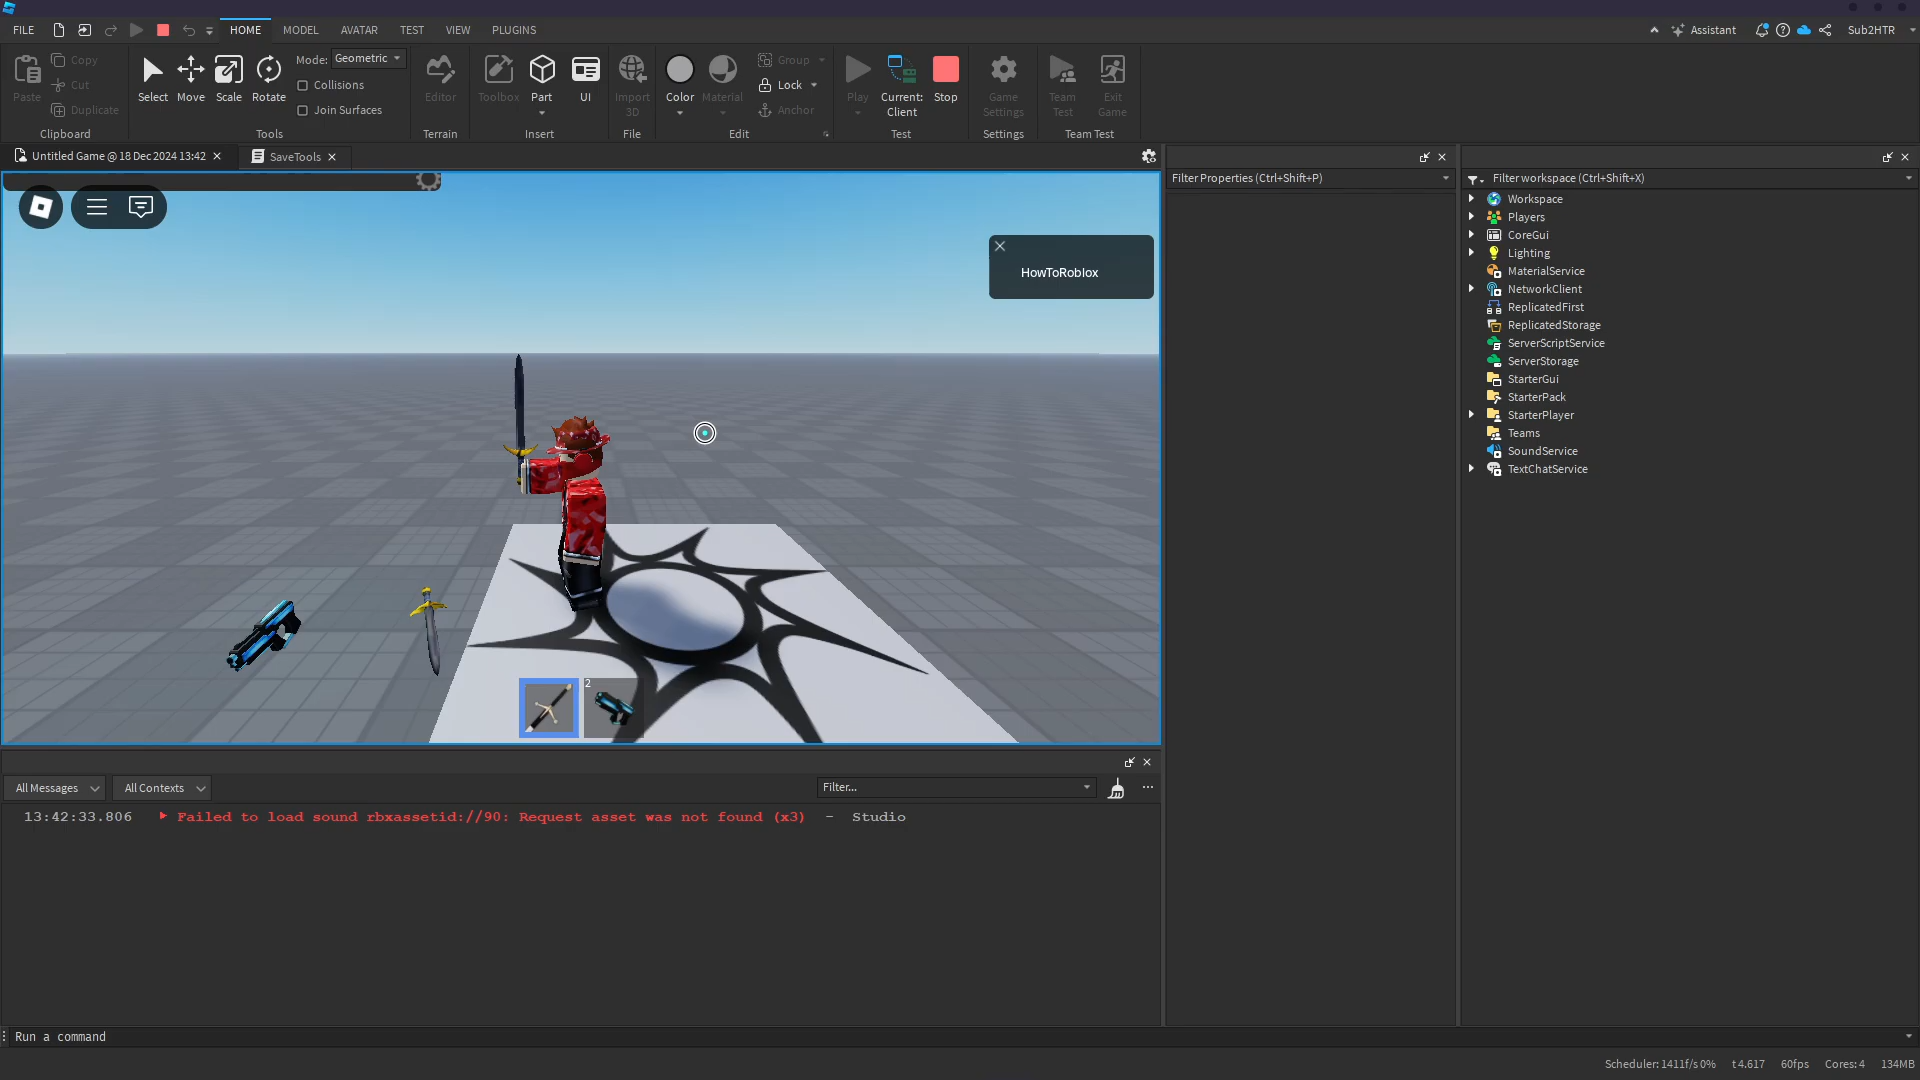 FILE HOME MODEL AVATAR TEST VIEW PLUGINS Assistant Sub2HTR
Paste Copy Cut Duplicate Clipboard
Select Move Scale Rotate Mode: Geometric Collisions Join Surfaces Tools
Editor Terrain
Toolbox Part UI Insert
Import 3D File
Color Material Group Lock Anchor Edit
Play Current: Client Stop Test
Game Settings Settings
Team Test Exit Game Team Test
Untitled Game @ 18 Dec 2024 13:42 SaveTools
Filter Properties (Ctrl+Shift+P)
Filter workspace (Ctrl+Shift+X)
Workspace
Players
CoreGui
Lighting
MaterialService
NetworkClient
ReplicatedFirst
ReplicatedStorage
ServerScriptService
ServerStorage
StarterGui
StarterPack
StarterPlayer
Teams
SoundService
TextChatService
HowToRoblox
2
All Messages All Contexts Filter...
13:42:33.806 Failed to load sound rbxassetid://90: Request asset was not found (x3) - Studio
Run a command
Scheduler: 1411f/s 0% t 4.617 60fps Cores: 4 134MB